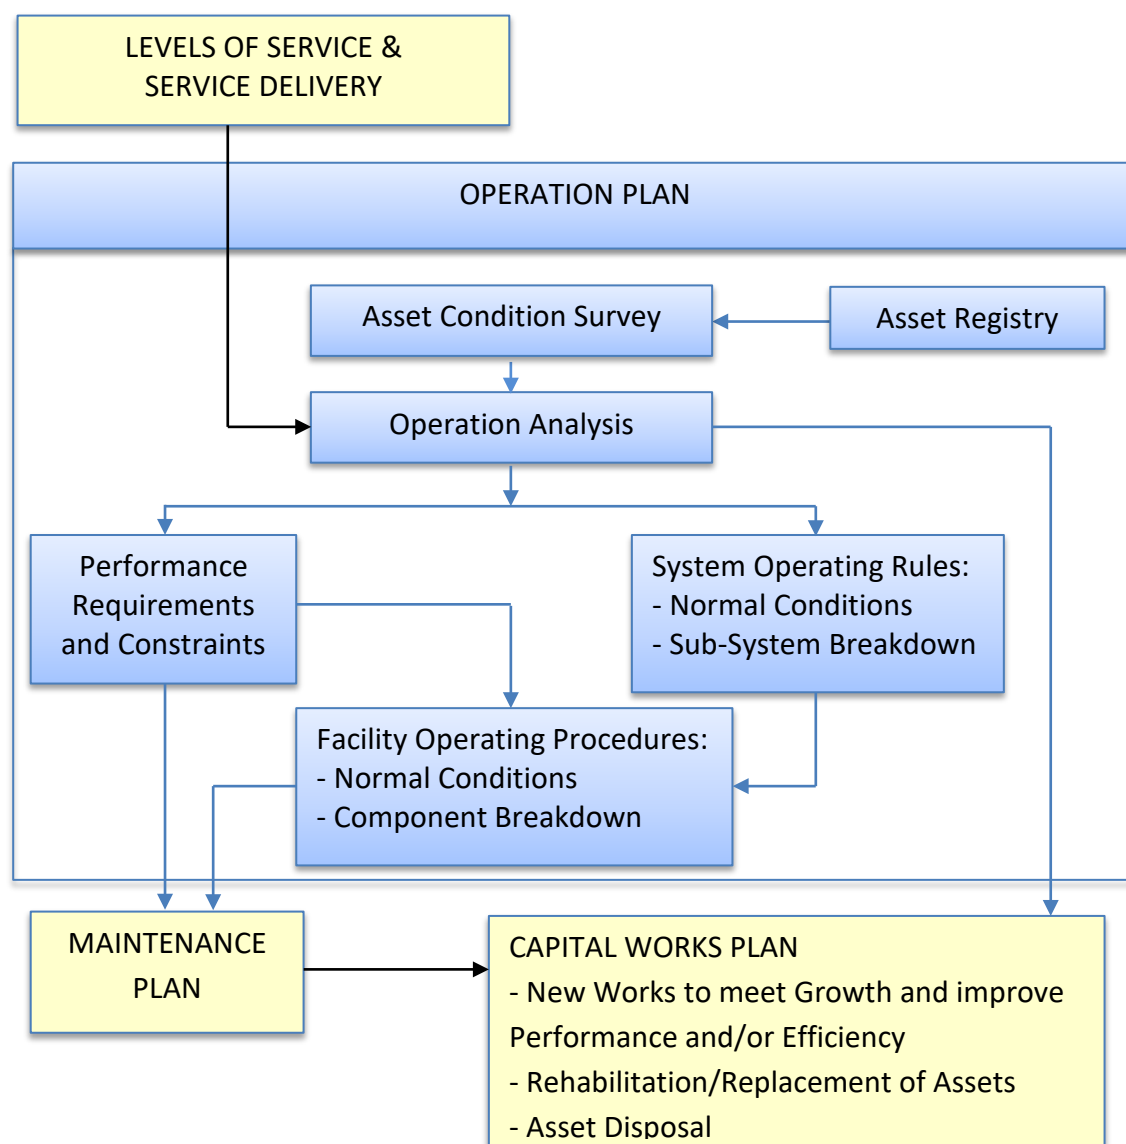 LEVELS OF SERVICE &
SERVICE DELIVERY
OPERATION PLAN
Asset Condition Survey
Asset Registry
Operation Analysis
Performance
Requirements
and Constraints
System Operating Rules:
- Normal Conditions
- Sub-System Breakdown
Facility Operating Procedures:
- Normal Conditions
- Component Breakdown
MAINTENANCE
PLAN
CAPITAL WORKS PLAN
- New Works to meet Growth and improve
Performance and/or Efficiency
- Rehabilitation/Replacement of Assets
- Asset Disposal